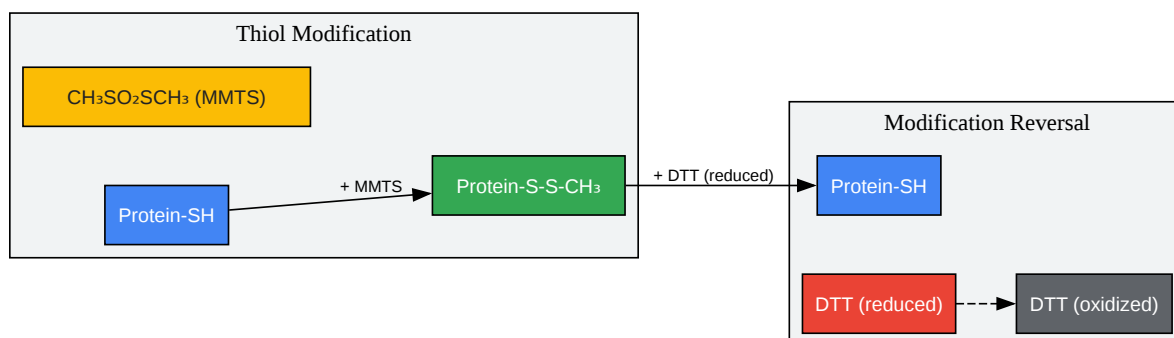 Thiol Modification
CH₃SO₂SCH₃ (MMTS)
Protein-SH
+ MMTS
Protein-S-S-CH₃
+ DTT (reduced)
Modification Reversal
Protein-SH
DTT (reduced)
DTT (oxidized)